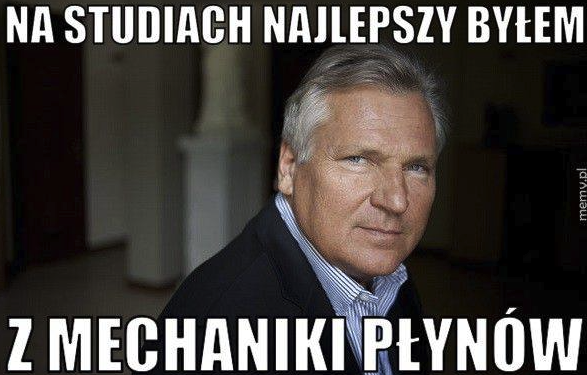 NA STUDIACH NAJLEPSZY BYŁEM
memy.pl
Z MECHANIKI PŁYNÓW